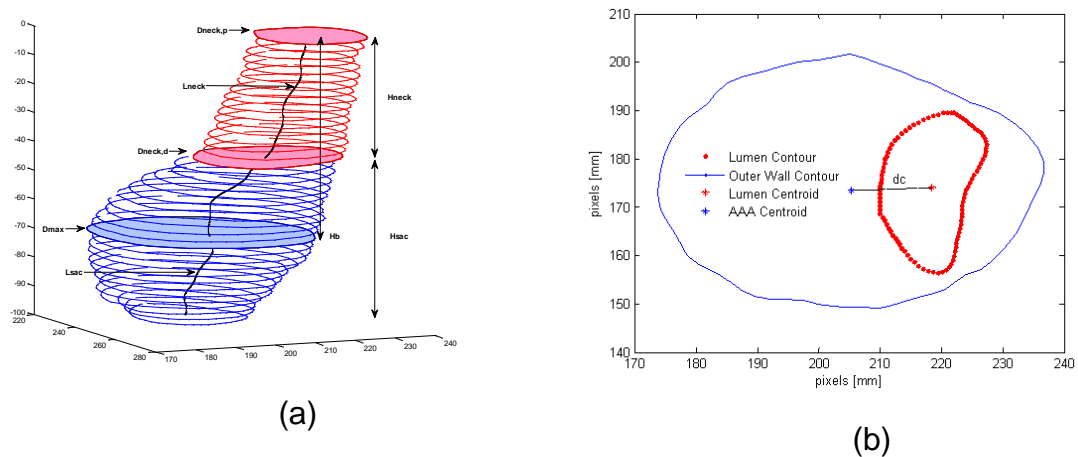 0
-10
-20
-30
-40
-50
-60
-70
-80
-90
-100
220
240
260
280
170
180
190
200
210
220
230
240
Dneck,p
Lneck
Hneck
Dneck,d
Dmax
Hb
Hsac
Lsac
(a)
(b)
210
200
190
180
170
160
150
140
pixels [mm]
Lumen Contour
Outer Wall Contour
Lumen Centroid
AAA Centroid
dc
170
180
190
200
210
220
230
240
pixels [mm]
(b)